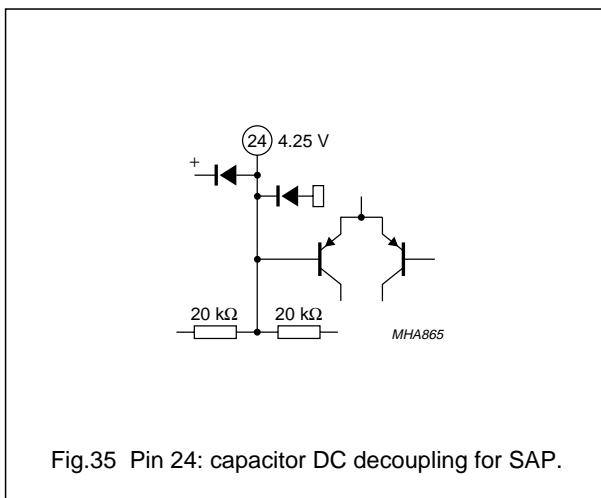 24 4.25 V
+
20 kΩ 20 kΩ
MHA865
Fig.35 Pin 24: capacitor DC decoupling for SAP.